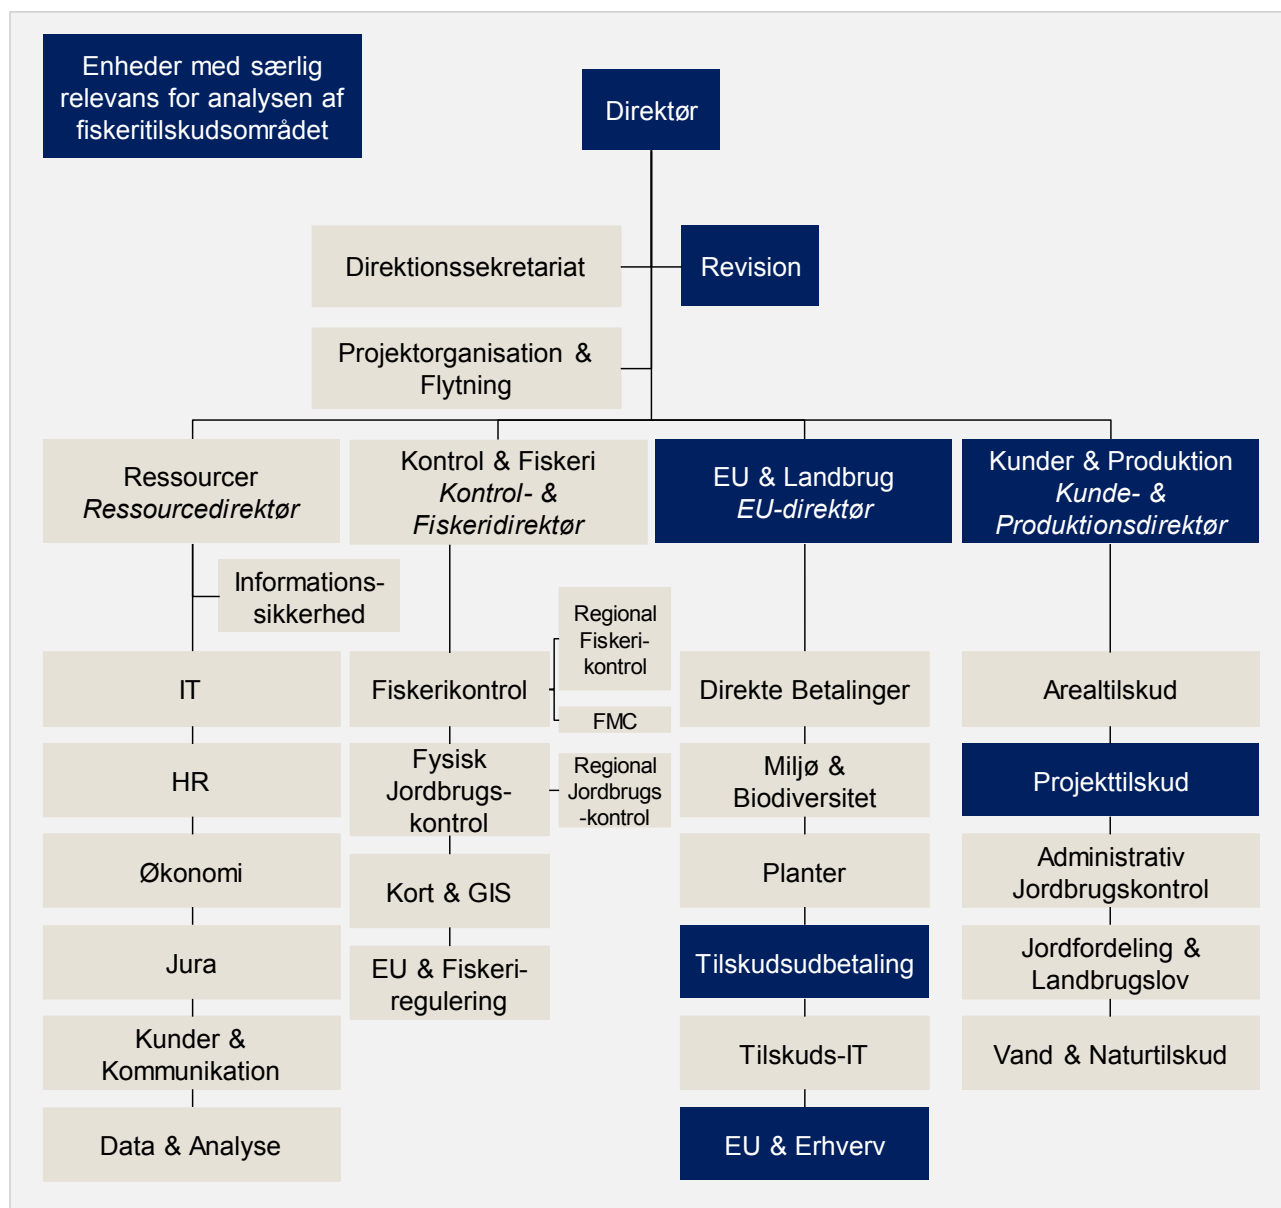 Enheder med særlig
relevans for analysen af
fiskeritilskudsområdet
Direktør
Direktionssekretariat
Revision
Projektorganisation &
Flytning
Ressourcer
Ressourcedirektør
Kontrol & Fiskeri
Kontrol- &
Fiskeridirektør
EU & Landbrug
EU-direktør
Kunder & Produktion
Kunde- &
Produktionsdirektør
Informations-
sikkerhed
IT
HR
Økonomi
Jura
Kunder &
Kommunikation
Data & Analyse
Fiskerikontrol
Regional
Fiskeri-
kontrol
FMC
Fysisk
Jordbrugs-
kontrol
Regional
Jordbrugs
-kontrol
Kort & GIS
EU & Fiskeri-
regulering
Direkte Betalinger
Miljø &
Biodiversitet
Planter
Tilskudsudbetaling
Tilskuds-IT
EU & Erhverv
Arealtilskud
Projekttilskud
Administrativ
Jordbrugskontrol
Jordfordeling &
Landbrugslov
Vand & Naturtilskud